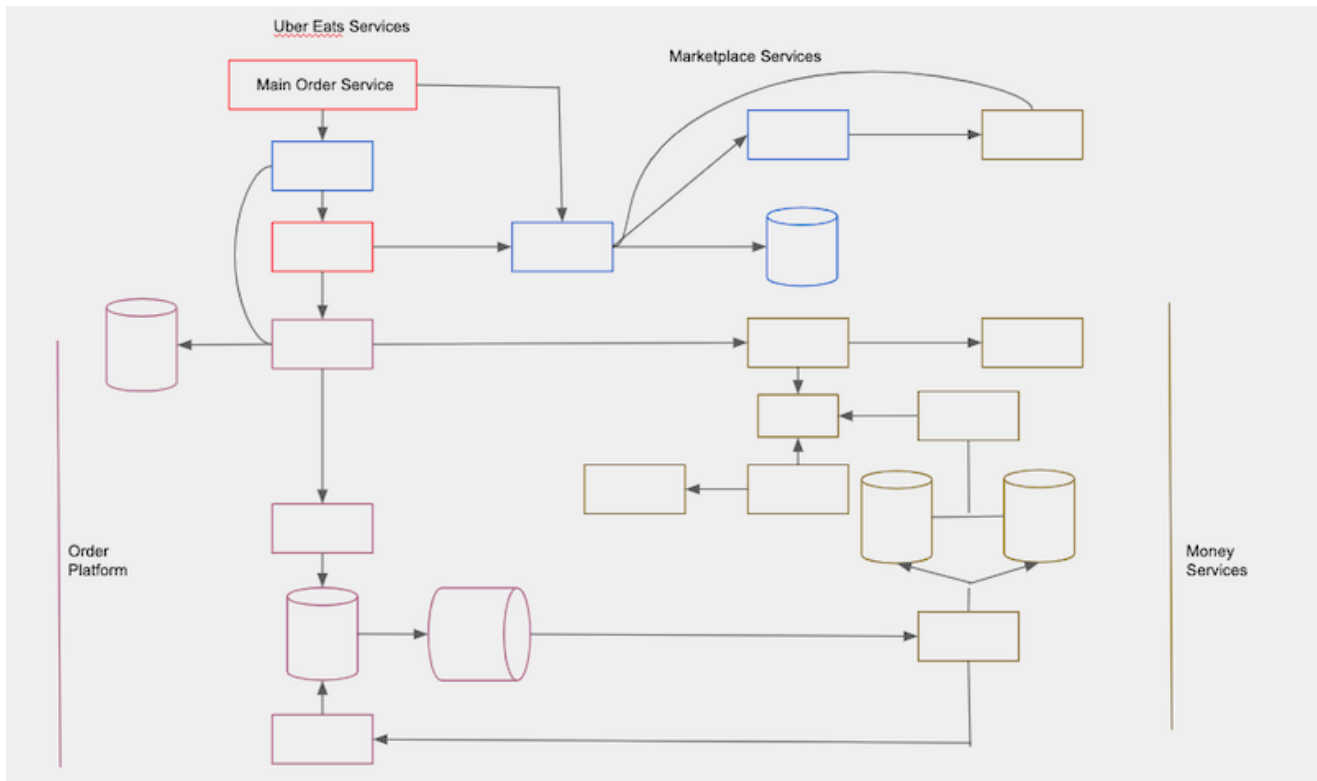 Uber Eats Services
Marketplace Services
Main Order Service
Order
Platform
Money
Services